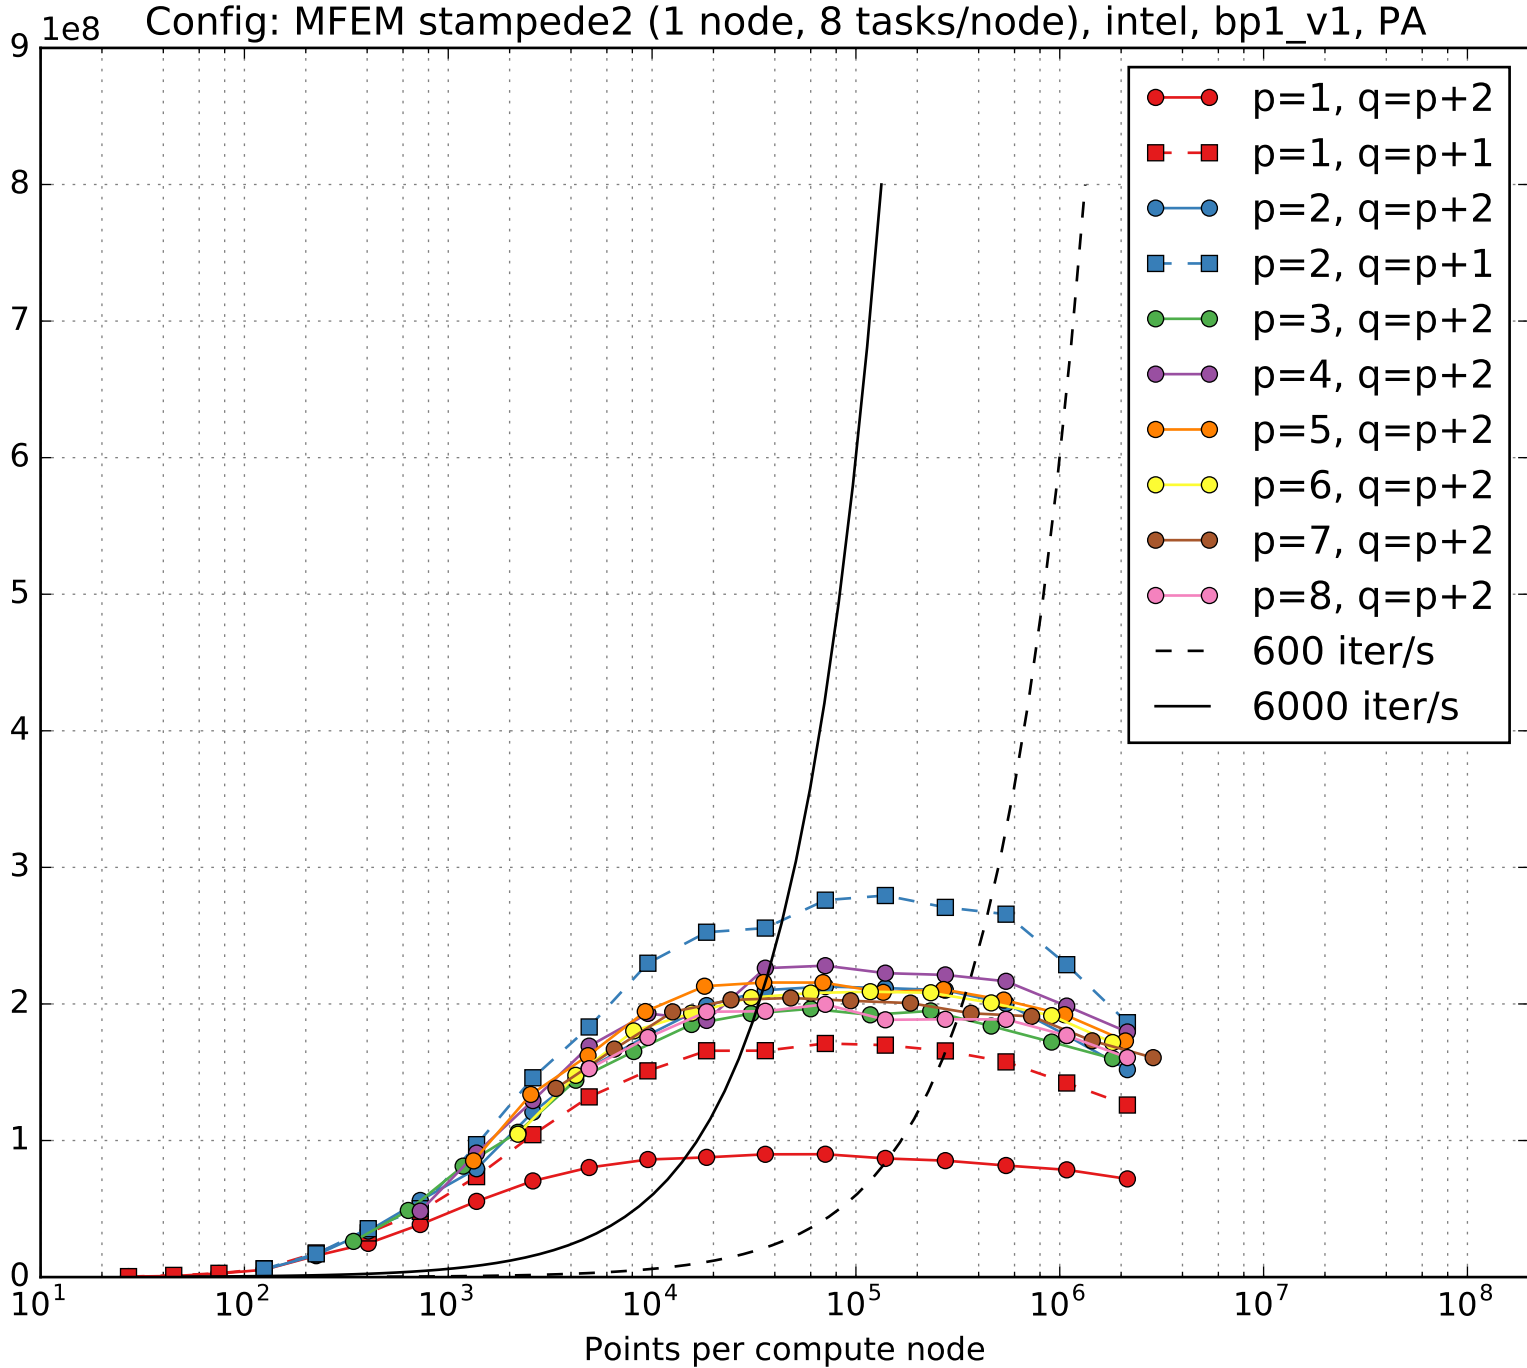 Config: MFEM stampede2 (1 node, 8 tasks/node), intel, bp1_v1, PA
1e8
9
8
7
6
5
4
3
2
1
0
p=1, q=p+2
p=1, q=p+1
p=2, q=p+2
p=2, q=p+1
p=3, q=p+2
p=4, q=p+2
p=5, q=p+2
p=6, q=p+2
p=7, q=p+2
p=8, q=p+2
600 iter/s
6000 iter/s
10¹ 10² 10³ 10⁴ 10⁵ 10⁶ 10⁷ 10⁸
Points per compute node